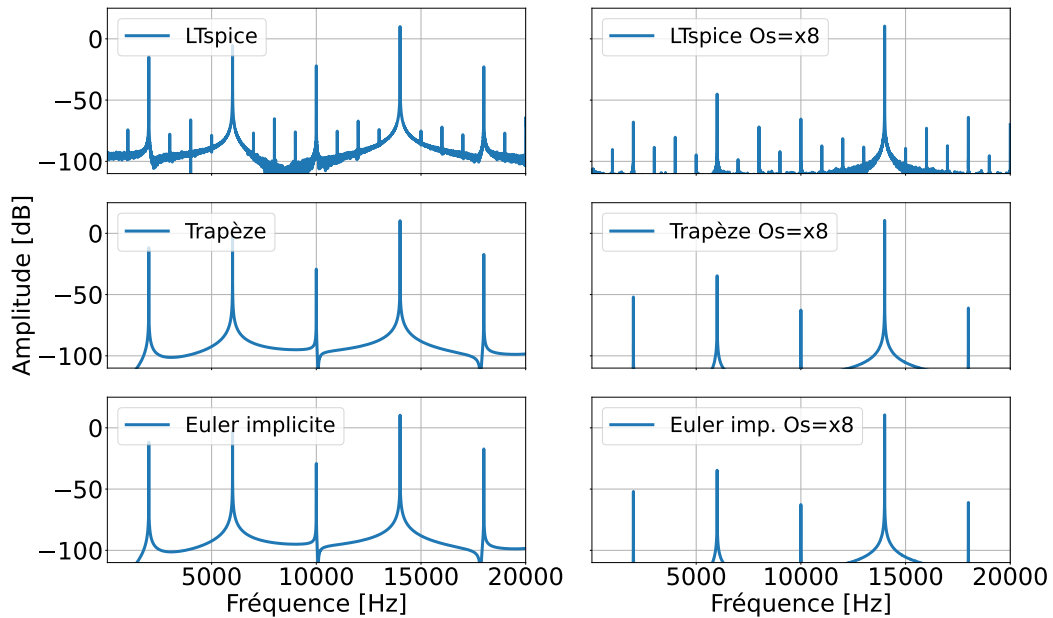 LTspice
LTspice Os=x8
0
−50
−100
Trapèze
Trapèze Os=x8
0
−50
−100
Amplitude [dB]
Euler implicite
Euler imp. Os=x8
0
−50
−100
5000 10000 15000 20000
5000 10000 15000 20000
Fréquence [Hz]
Fréquence [Hz]